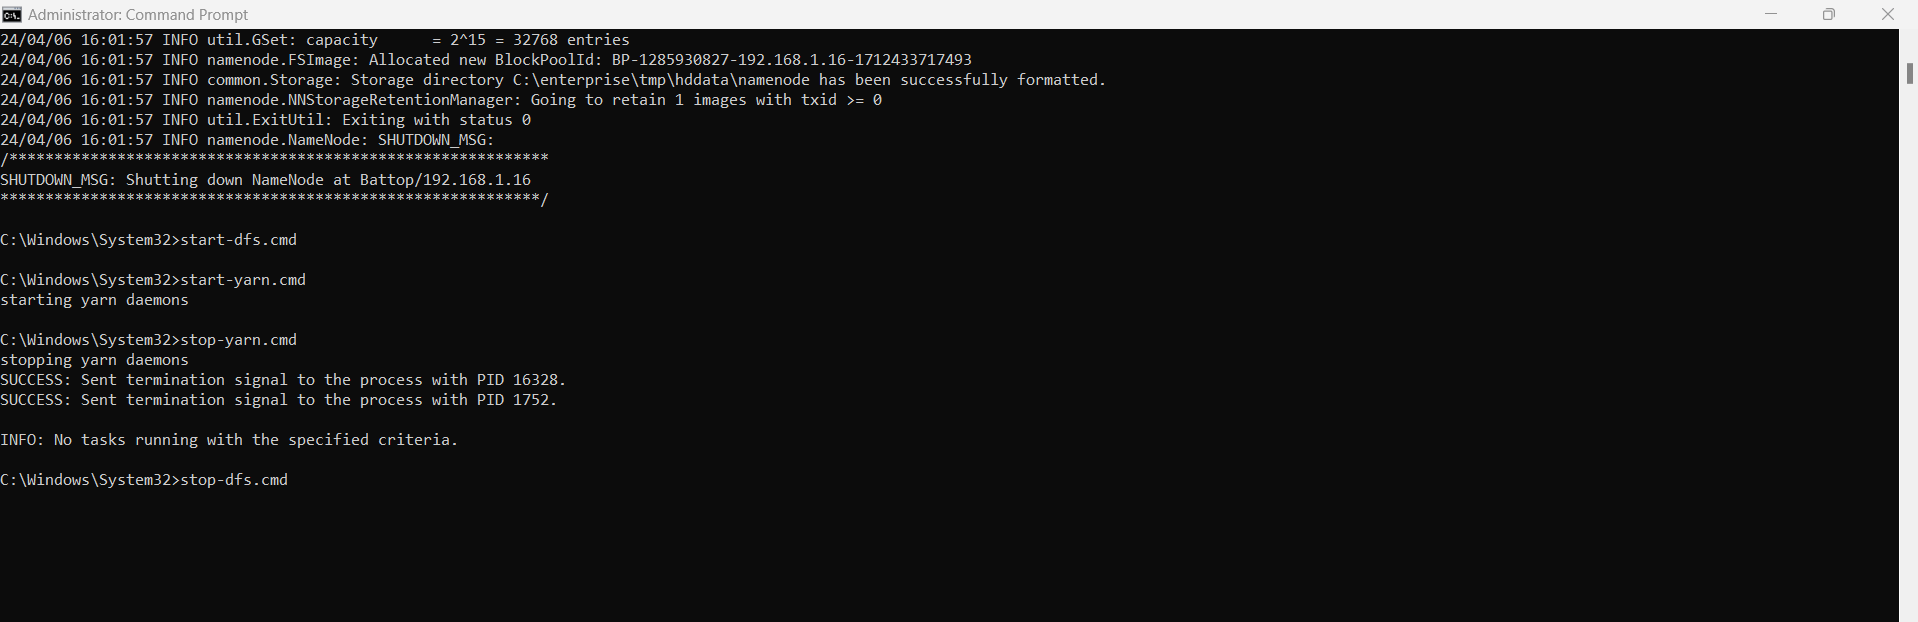 Administrator: Command Prompt
24/04/06 16:01:57 INFO util.GSet: capacity      = 2^15 = 32768 entries
24/04/06 16:01:57 INFO namenode.FSImage: Allocated new BlockPoolId: BP-1285930827-192.168.1.16-1712433717493
24/04/06 16:01:57 INFO common.Storage: Storage directory C:\enterprise\tmp\hddata\namenode has been successfully formatted.
24/04/06 16:01:57 INFO namenode.NNStorageRetentionManager: Going to retain 1 images with txid >= 0
24/04/06 16:01:57 INFO util.ExitUtil: Exiting with status 0
24/04/06 16:01:57 INFO namenode.NameNode: SHUTDOWN_MSG:
/************************************************************
SHUTDOWN_MSG: Shutting down NameNode at Battop/192.168.1.16
************************************************************/
C:\Windows\System32>start-dfs.cmd
C:\Windows\System32>start-yarn.cmd
starting yarn daemons
C:\Windows\System32>stop-yarn.cmd
stopping yarn daemons
SUCCESS: Sent termination signal to the process with PID 16328.
SUCCESS: Sent termination signal to the process with PID 1752.
INFO: No tasks running with the specified criteria.
C:\Windows\System32>stop-dfs.cmd